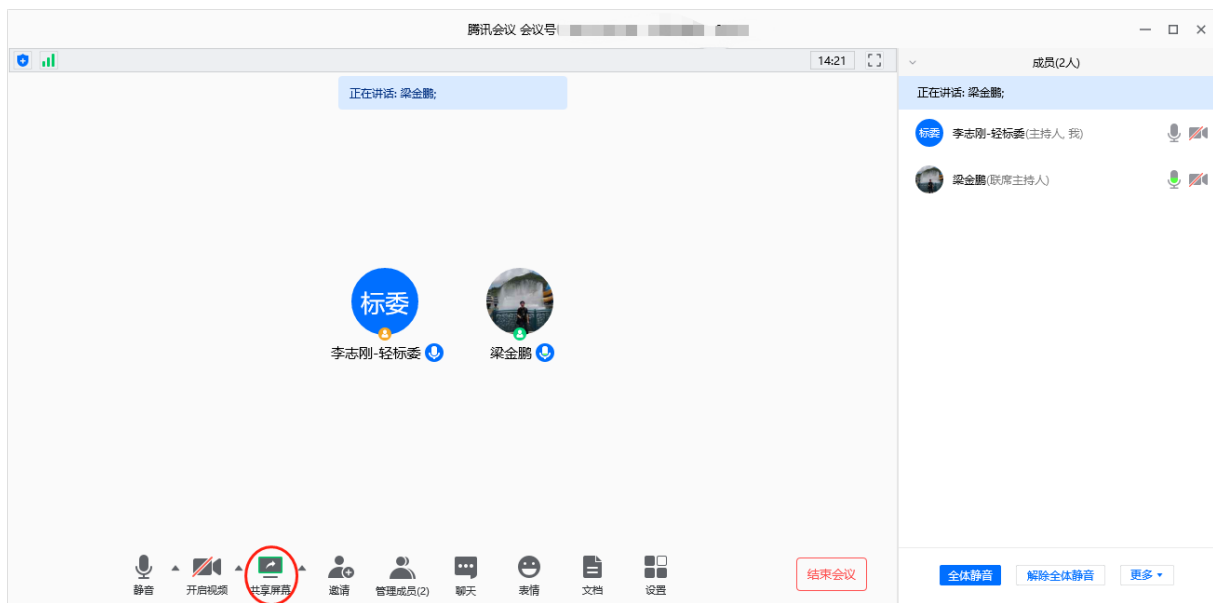 腾讯会议 会议号
14:21
成员(2人)
正在讲话: 梁金鹏;
正在讲话: 梁金鹏;
标委 李志刚-轻标委(主持人, 我)
梁金鹏(联席主持人)
标委
李志刚-轻标委 梁金鹏
静音 开启视频 共享屏幕 邀请 管理成员(2) 聊天 表情 文档 设置
结束会议
全体静音 解除全体静音 更多